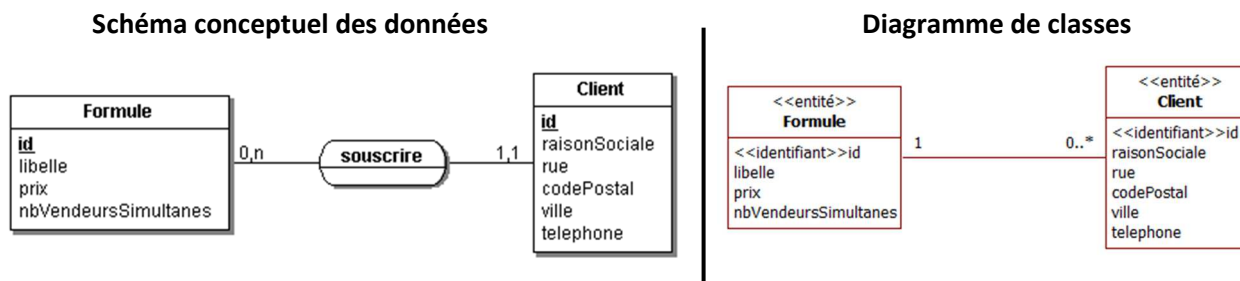 Schéma conceptuel des données
Formule
id
libelle
prix
nbVendeursSimultanes
0,n
souscrire
1,1
Client
id
raisonSociale
rue
codePostal
ville
telephone
Diagramme de classes
<<entité>>
Formule
<<identifiant>>id
libelle
prix
nbVendeursSimultanes
1
0..*
<<entité>>
Client
<<identifiant>>id
raisonSociale
rue
codePostal
ville
telephone